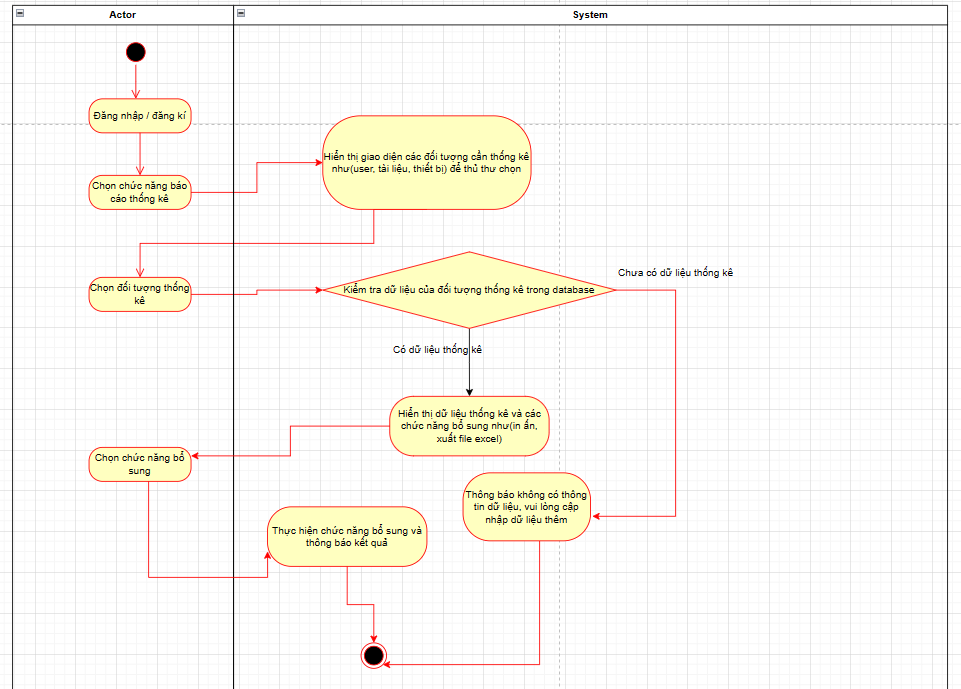 Actor
System
Đăng nhập / đăng kí
Hiển thị giao diện các đối tượng cần thống kê
như(user, tài liệu, thiết bị) để thủ thư chọn
Chọn chức năng báo
cáo thống kê
Chưa có dữ liệu thống kê
Chọn đối tượng thống
kê
Kiểm tra dữ liệu của đối tượng thống kê trong database
Có dữ liệu thống kê
Hiển thị dữ liệu thống kê và các
chức năng bổ sung như(in ấn,
xuất file excel)
Chọn chức năng bổ
sung
Thông báo không có thông
tin dữ liệu, vui lòng cập
nhập dữ liệu thêm
Thực hiện chức năng bổ sung và
thông báo kết quả